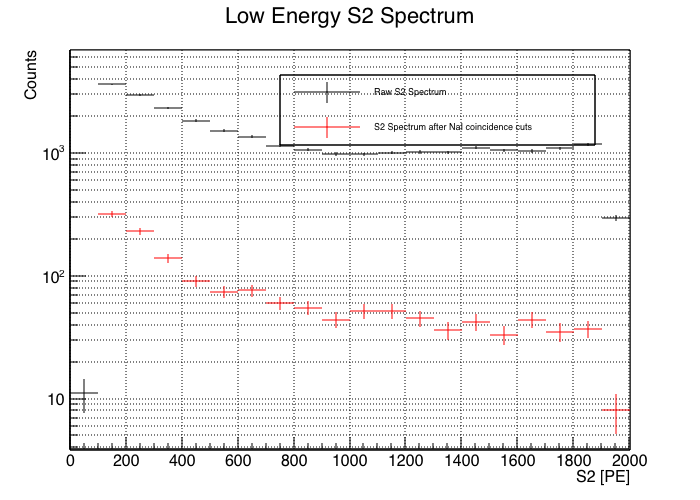 Low Energy S2 Spectrum
Counts
Raw S2 Spectrum
S2 Spectrum after NaI coincidence cuts
10³
10²
10
0 200 400 600 800 1000 1200 1400 1600 1800 2000
S2 [PE]